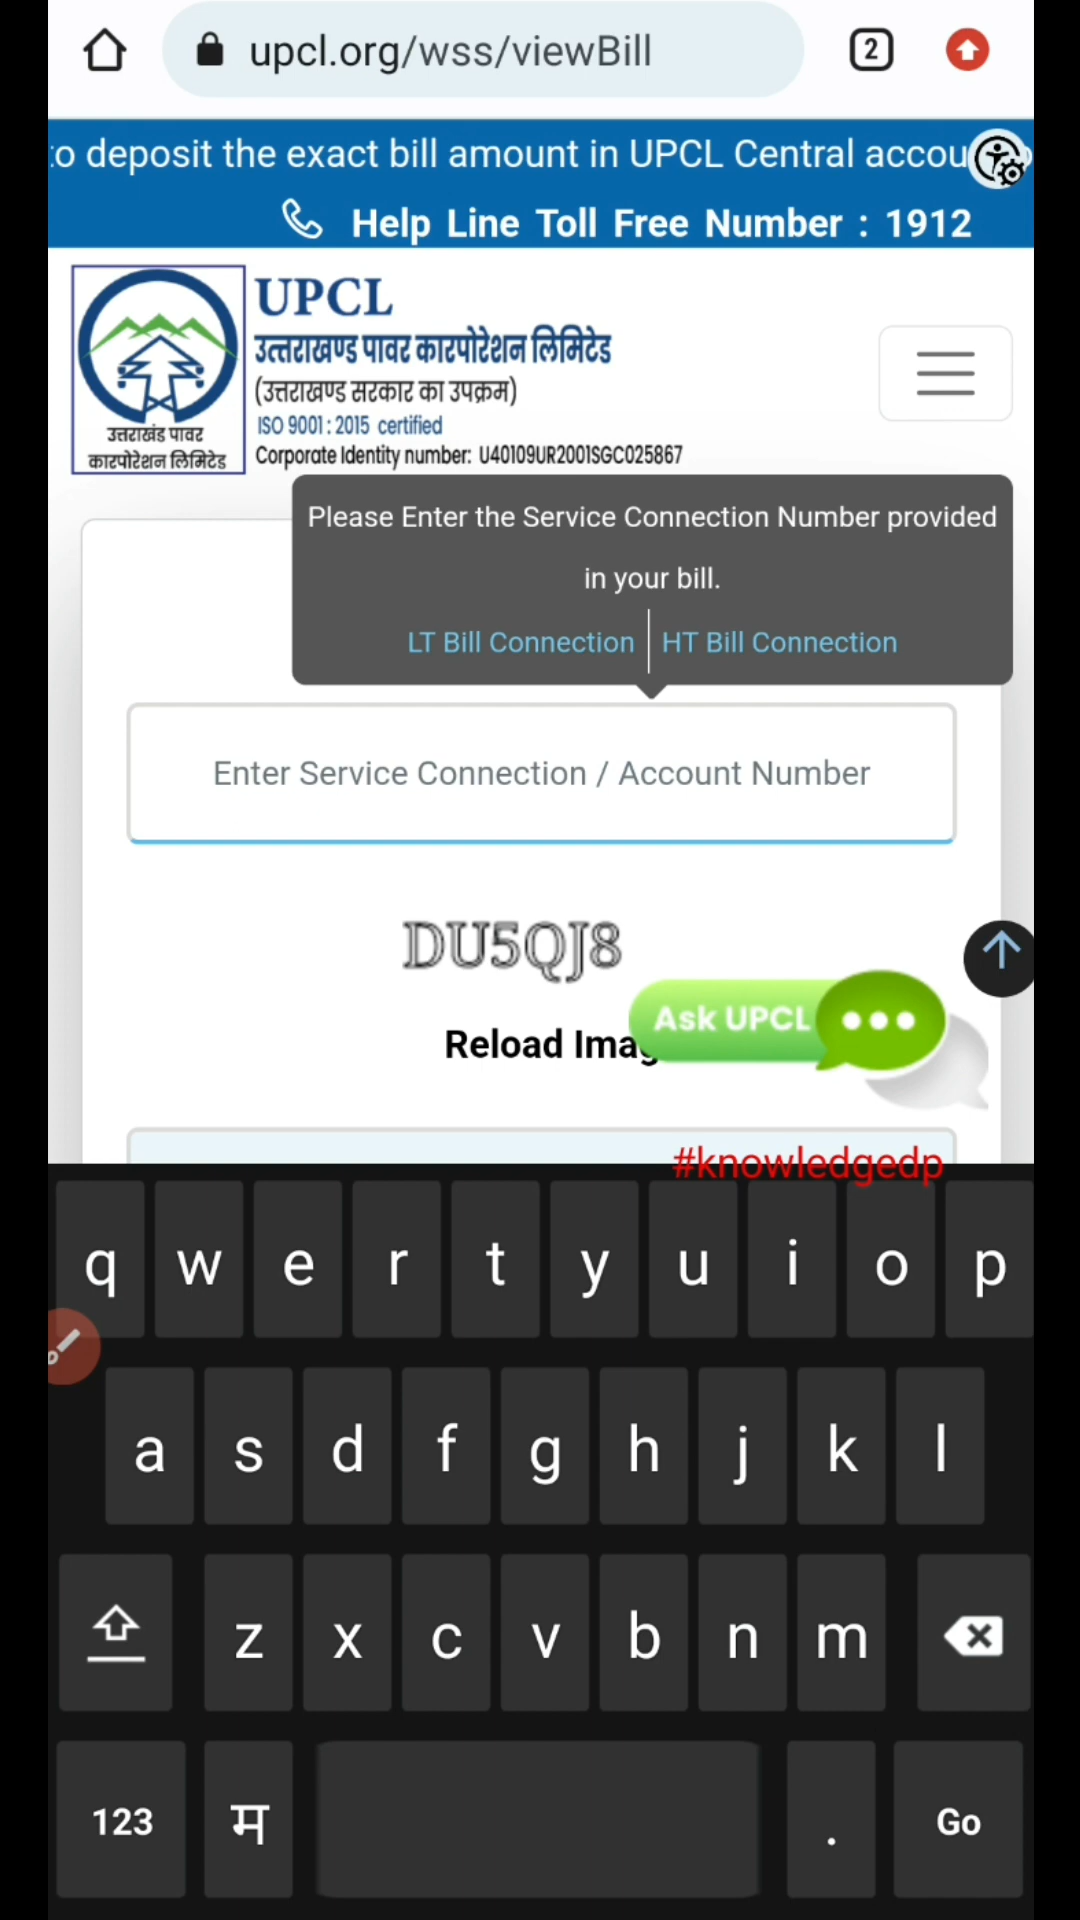 upcl.org/wss/viewBill
2
to deposit the exact bill amount in UPCL Central accou
Help Line Toll Free Number : 1912
UPCL
उत्तराखण्ड पावर कारपोरेशन लिमिटेड
(उत्तराखण्ड सरकार का उपक्रम)
ISO 9001 : 2015 certified
Corporate Identity number: U40109UR2001SGC025867
उत्तराखंड पावर
कारपोरेशन लिमिटेड
Please Enter the Service Connection Number provided
in your bill.
LT Bill Connection HT Bill Connection
Enter Service Connection / Account Number
DU5QJ8
Ask UPCL
Reload Imag
#knowledgedp
q w e r t y u i o p
a s d f g h j k l
z x c v b n m
123 म . Go